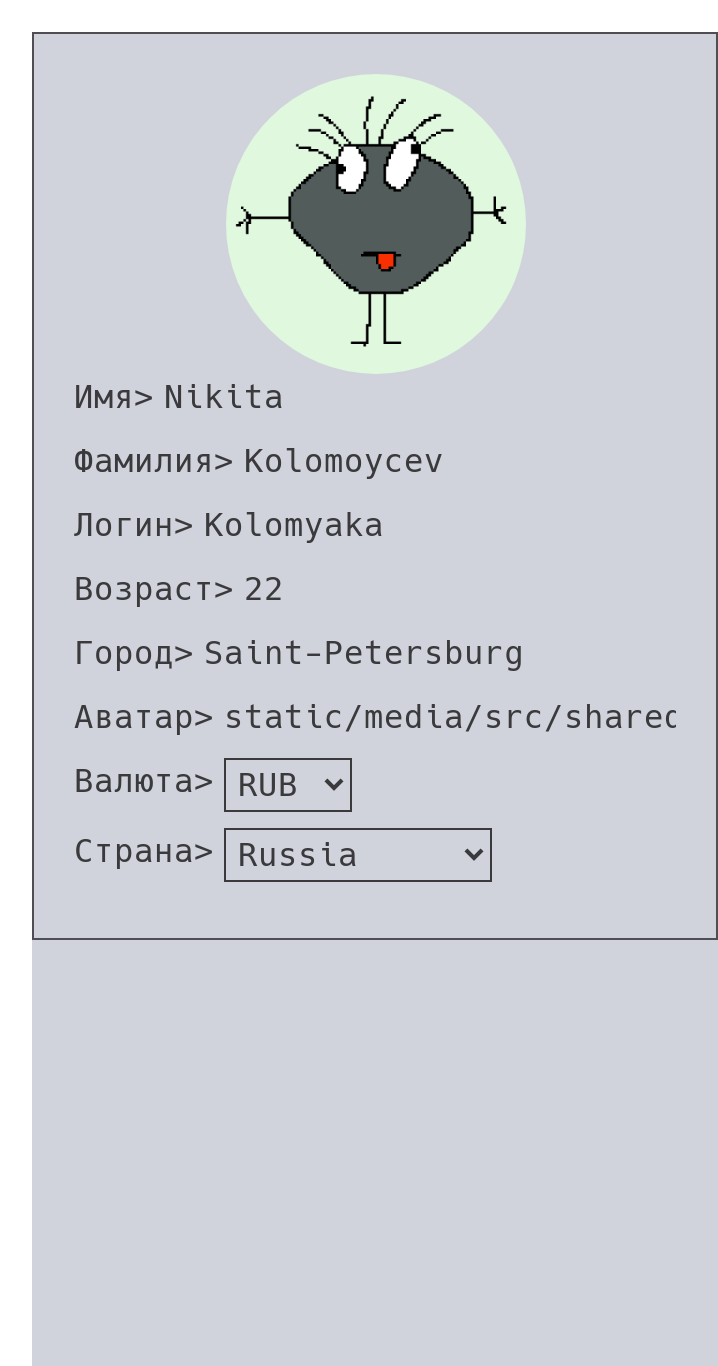 Имя> Nikita
Фамилия> Kolomoycev
Логин> Kolomyaka
Возраст> 22
Город> Saint-Petersburg
Аватар> static/media/src/shared
Валюта> RUB
Страна> Russia